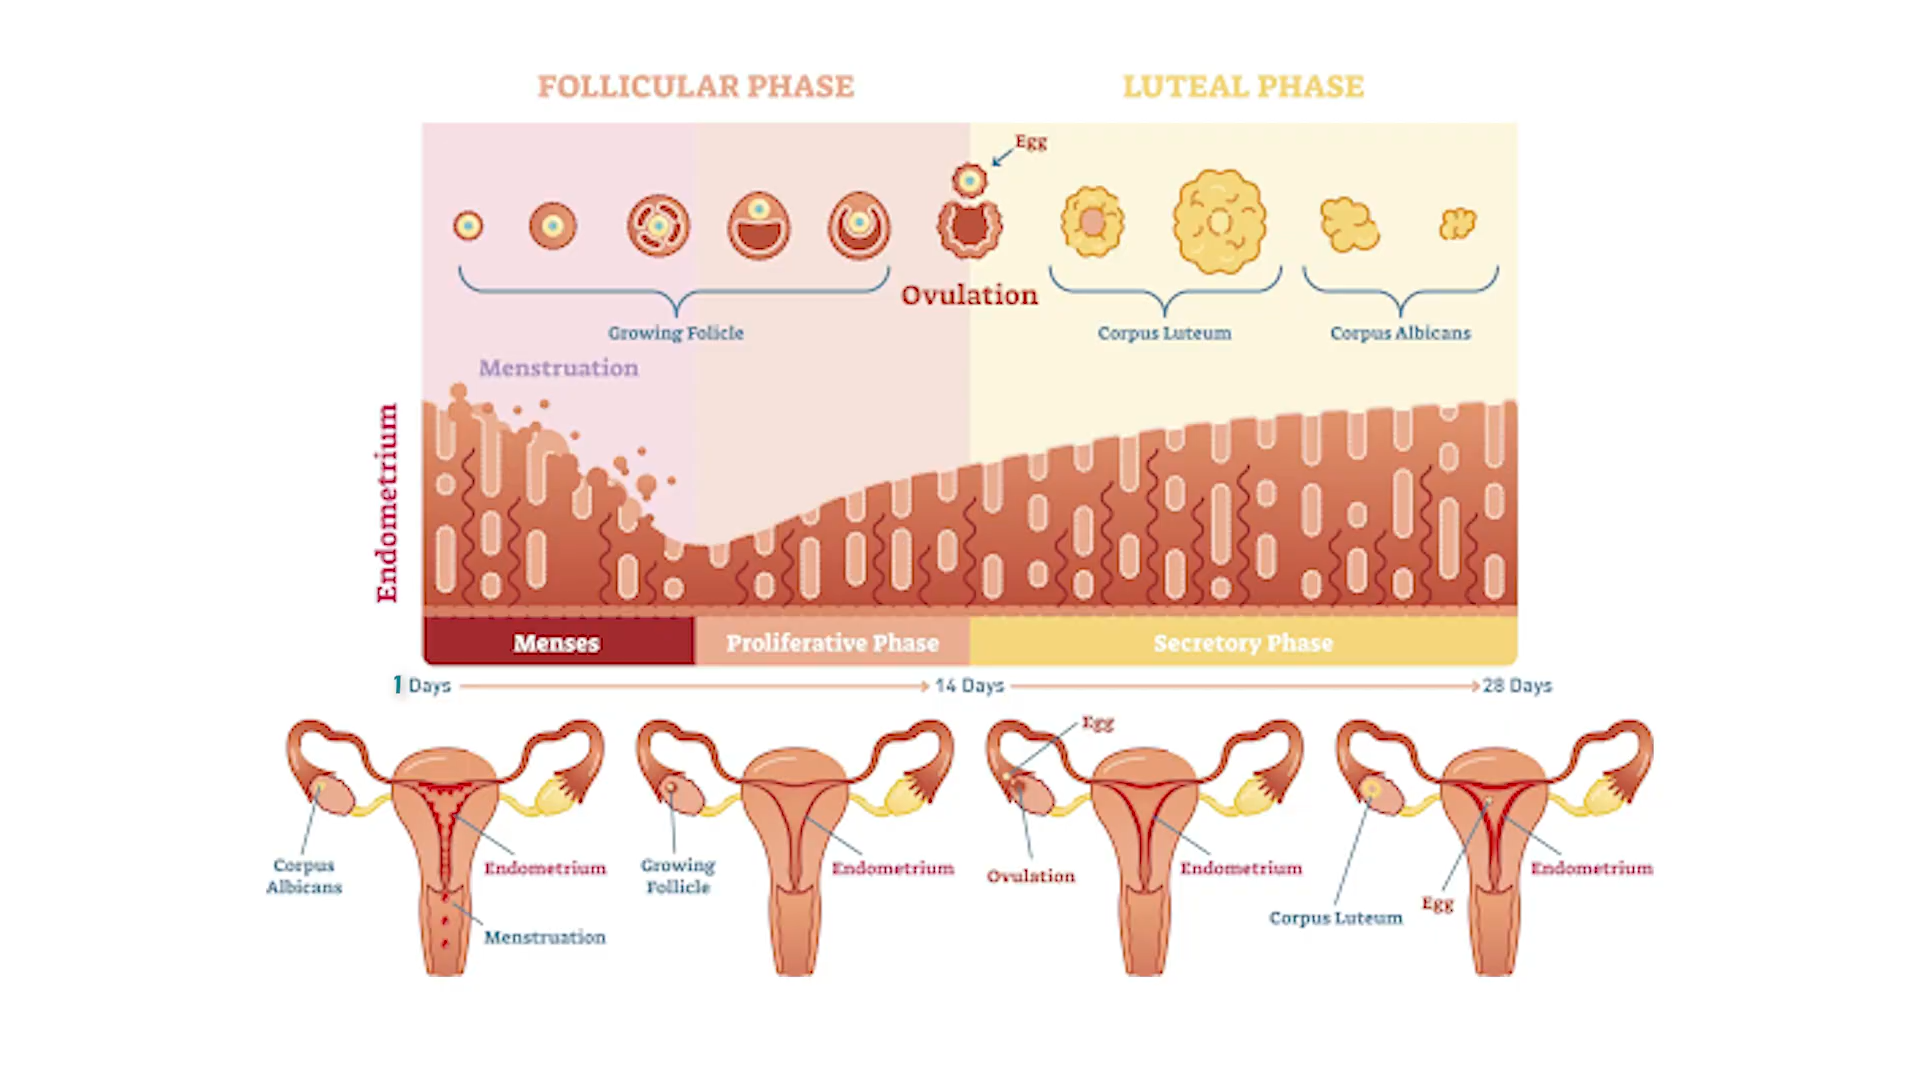 FOLLICULAR PHASE
LUTEAL PHASE
Egg
Ovulation
Growing Folicle
Corpus Luteum
Corpus Albicans
Menstruation
Endometrium
Menses
Proliferative Phase
Secretory Phase
1 Days
14 Days
28 Days
Corpus
Albicans
Endometrium
Menstruation
Growing
Follicle
Endometrium
Egg
Ovulation
Endometrium
Corpus Luteum
Egg
Endometrium